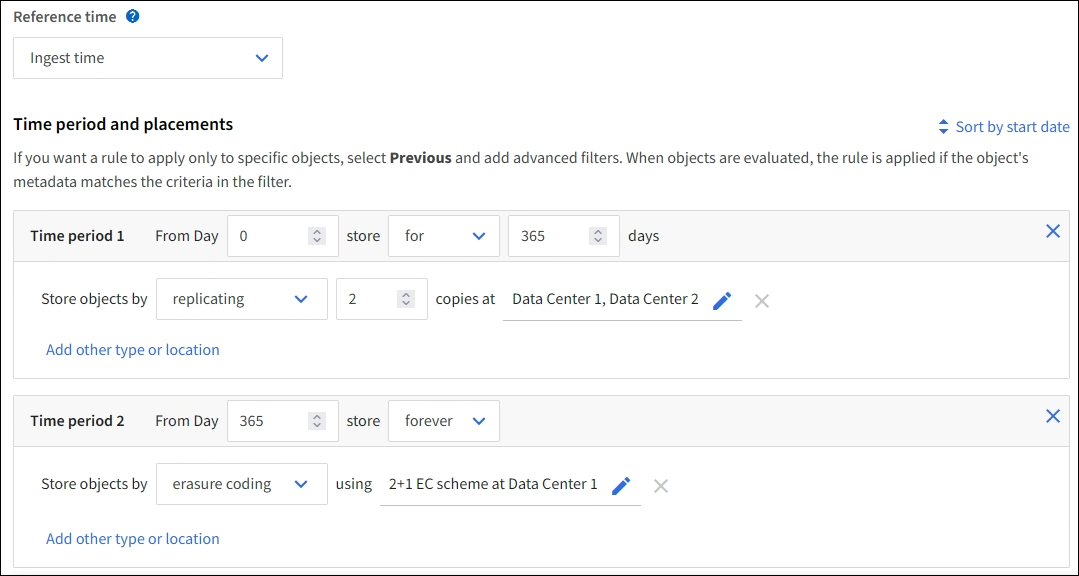 Reference time ?
Ingest time
Time period and placements
Sort by start date
If you want a rule to apply only to specific objects, select Previous and add advanced filters. When objects are evaluated, the rule is applied if the object's
metadata matches the criteria in the filter.
Time period 1 From Day 0 store for 365 days
Store objects by replicating 2 copies at Data Center 1, Data Center 2
Add other type or location
Time period 2 From Day 365 store forever
Store objects by erasure coding using 2+1 EC scheme at Data Center 1
Add other type or location